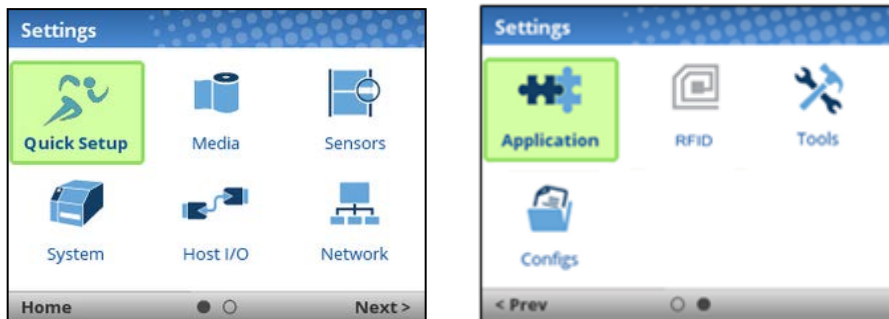 Settings
Quick Setup
Media
Sensors
System
Host I/O
Network
Home
Next >
Settings
Application
RFID
Tools
Configs
< Prev